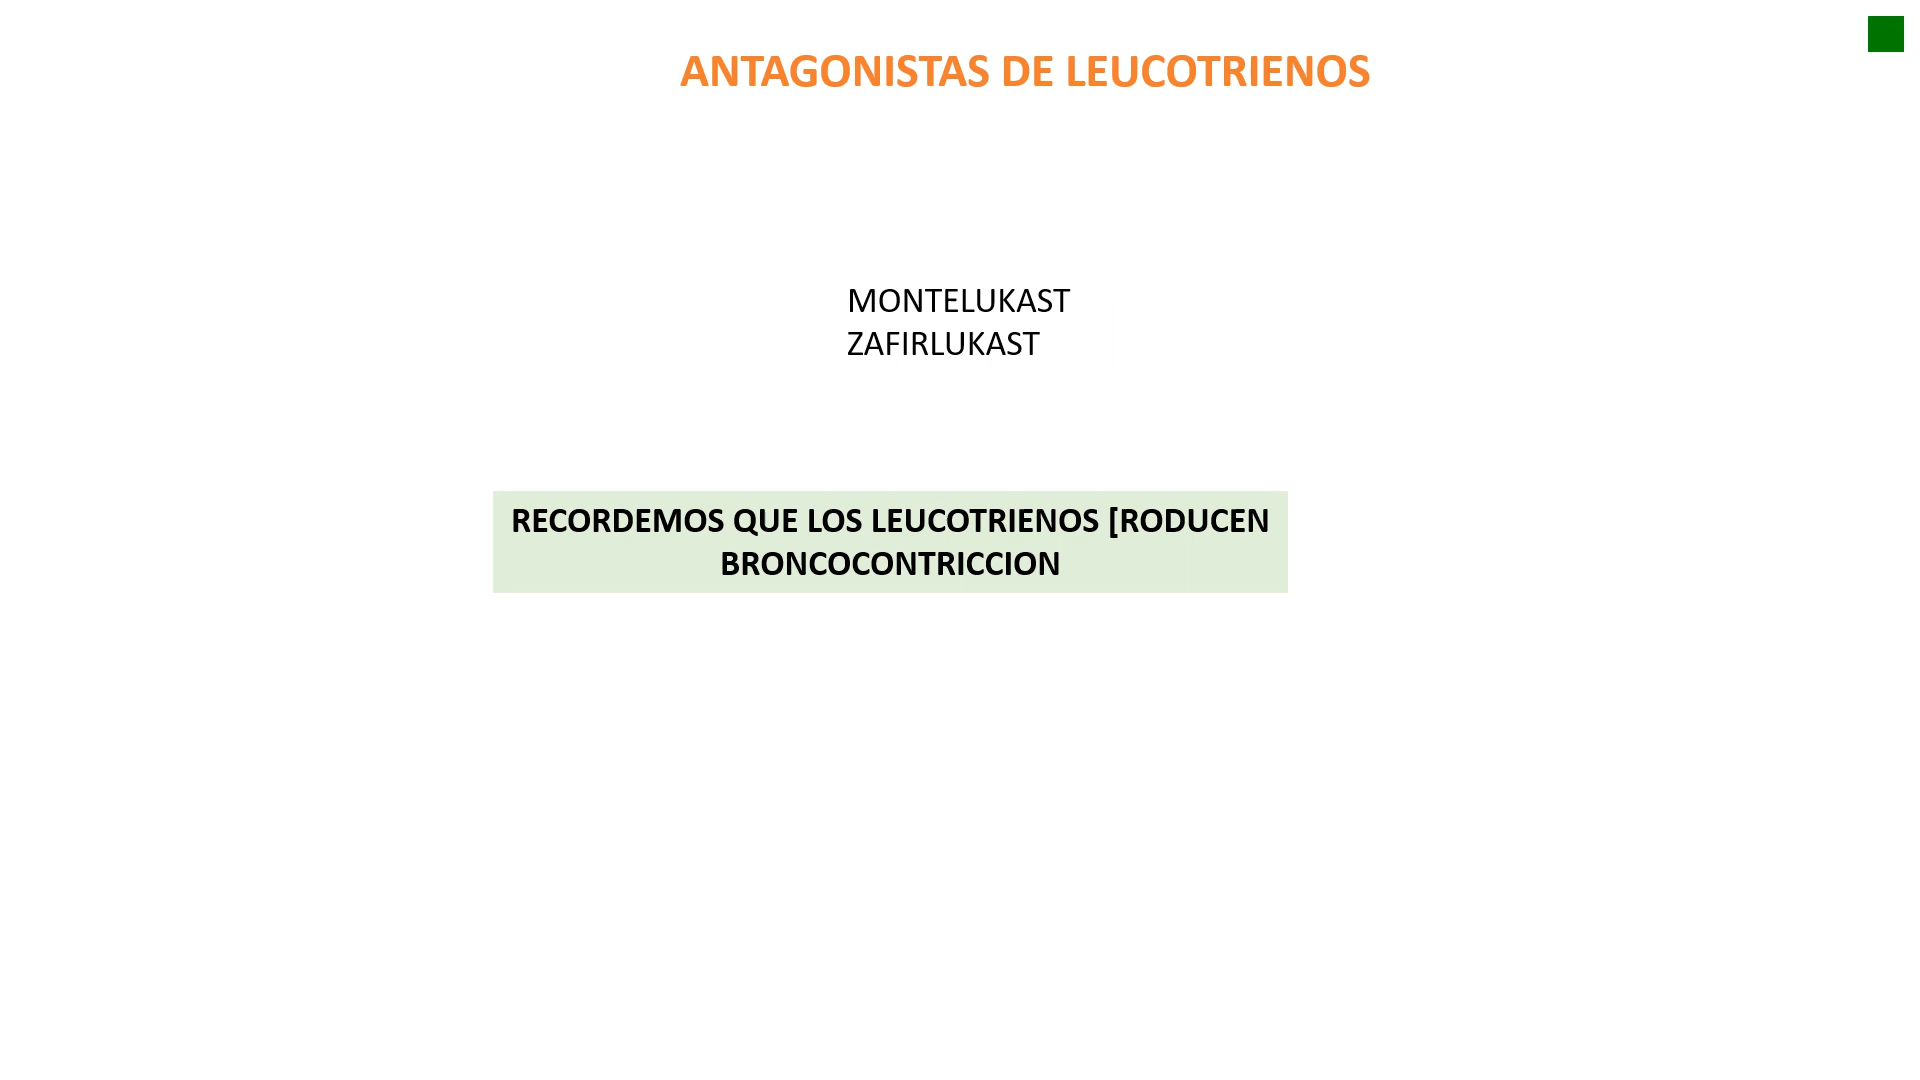 ANTAGONISTAS DE LEUCOTRIENOS
MONTELUKAST
ZAFIRLUKAST
RECORDEMOS QUE LOS LEUCOTRIENOS [RODUCEN
BRONCOCONTRICCION